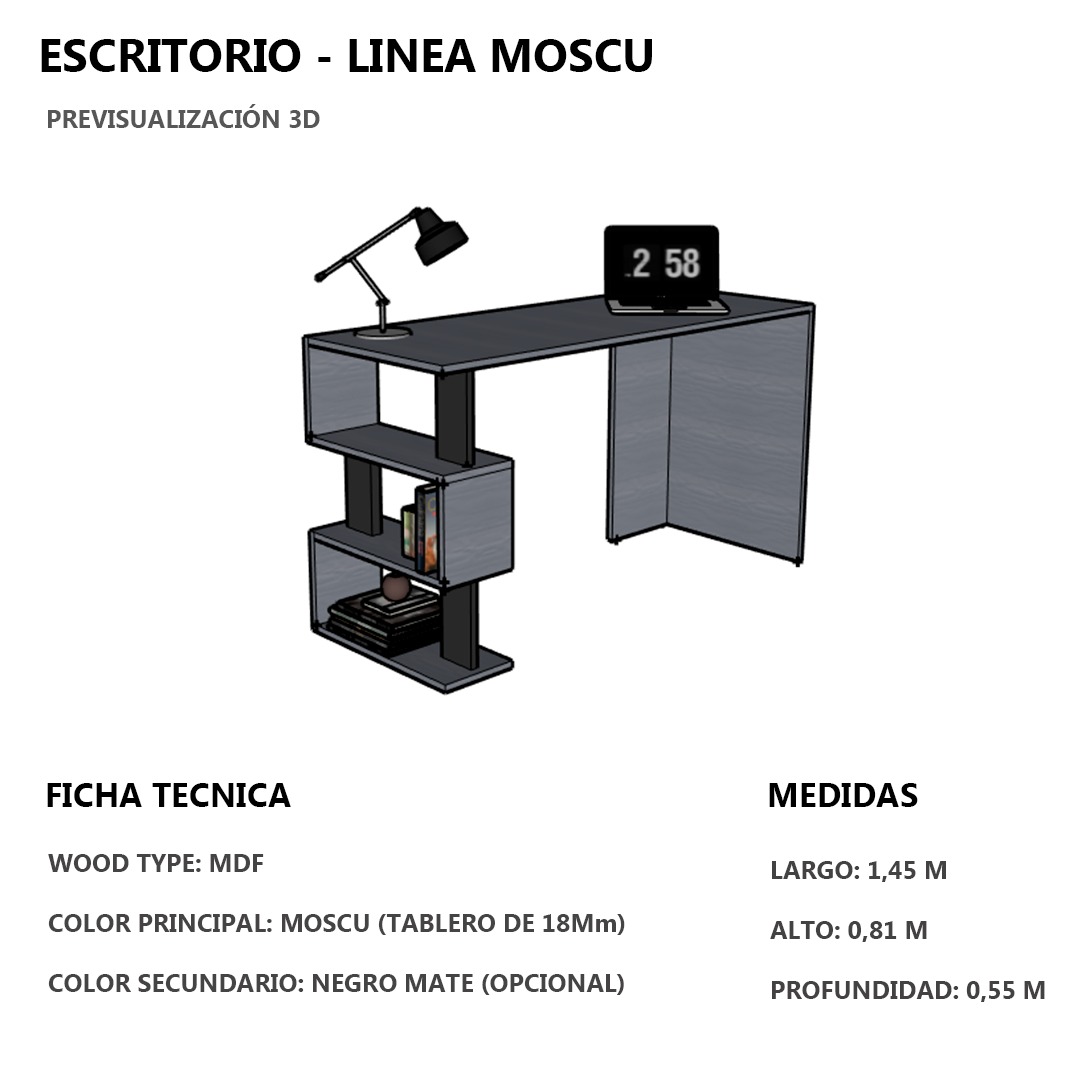 ESCRITORIO - LINEA MOSCU
PREVISUALIZACIÓN 3D
.2 58
FICHA TECNICA
WOOD TYPE: MDF
COLOR PRINCIPAL: MOSCU (TABLERO DE 18Mm)
COLOR SECUNDARIO: NEGRO MATE (OPCIONAL)
MEDIDAS
LARGO: 1,45 M
ALTO: 0,81 M
PROFUNDIDAD: 0,55 M